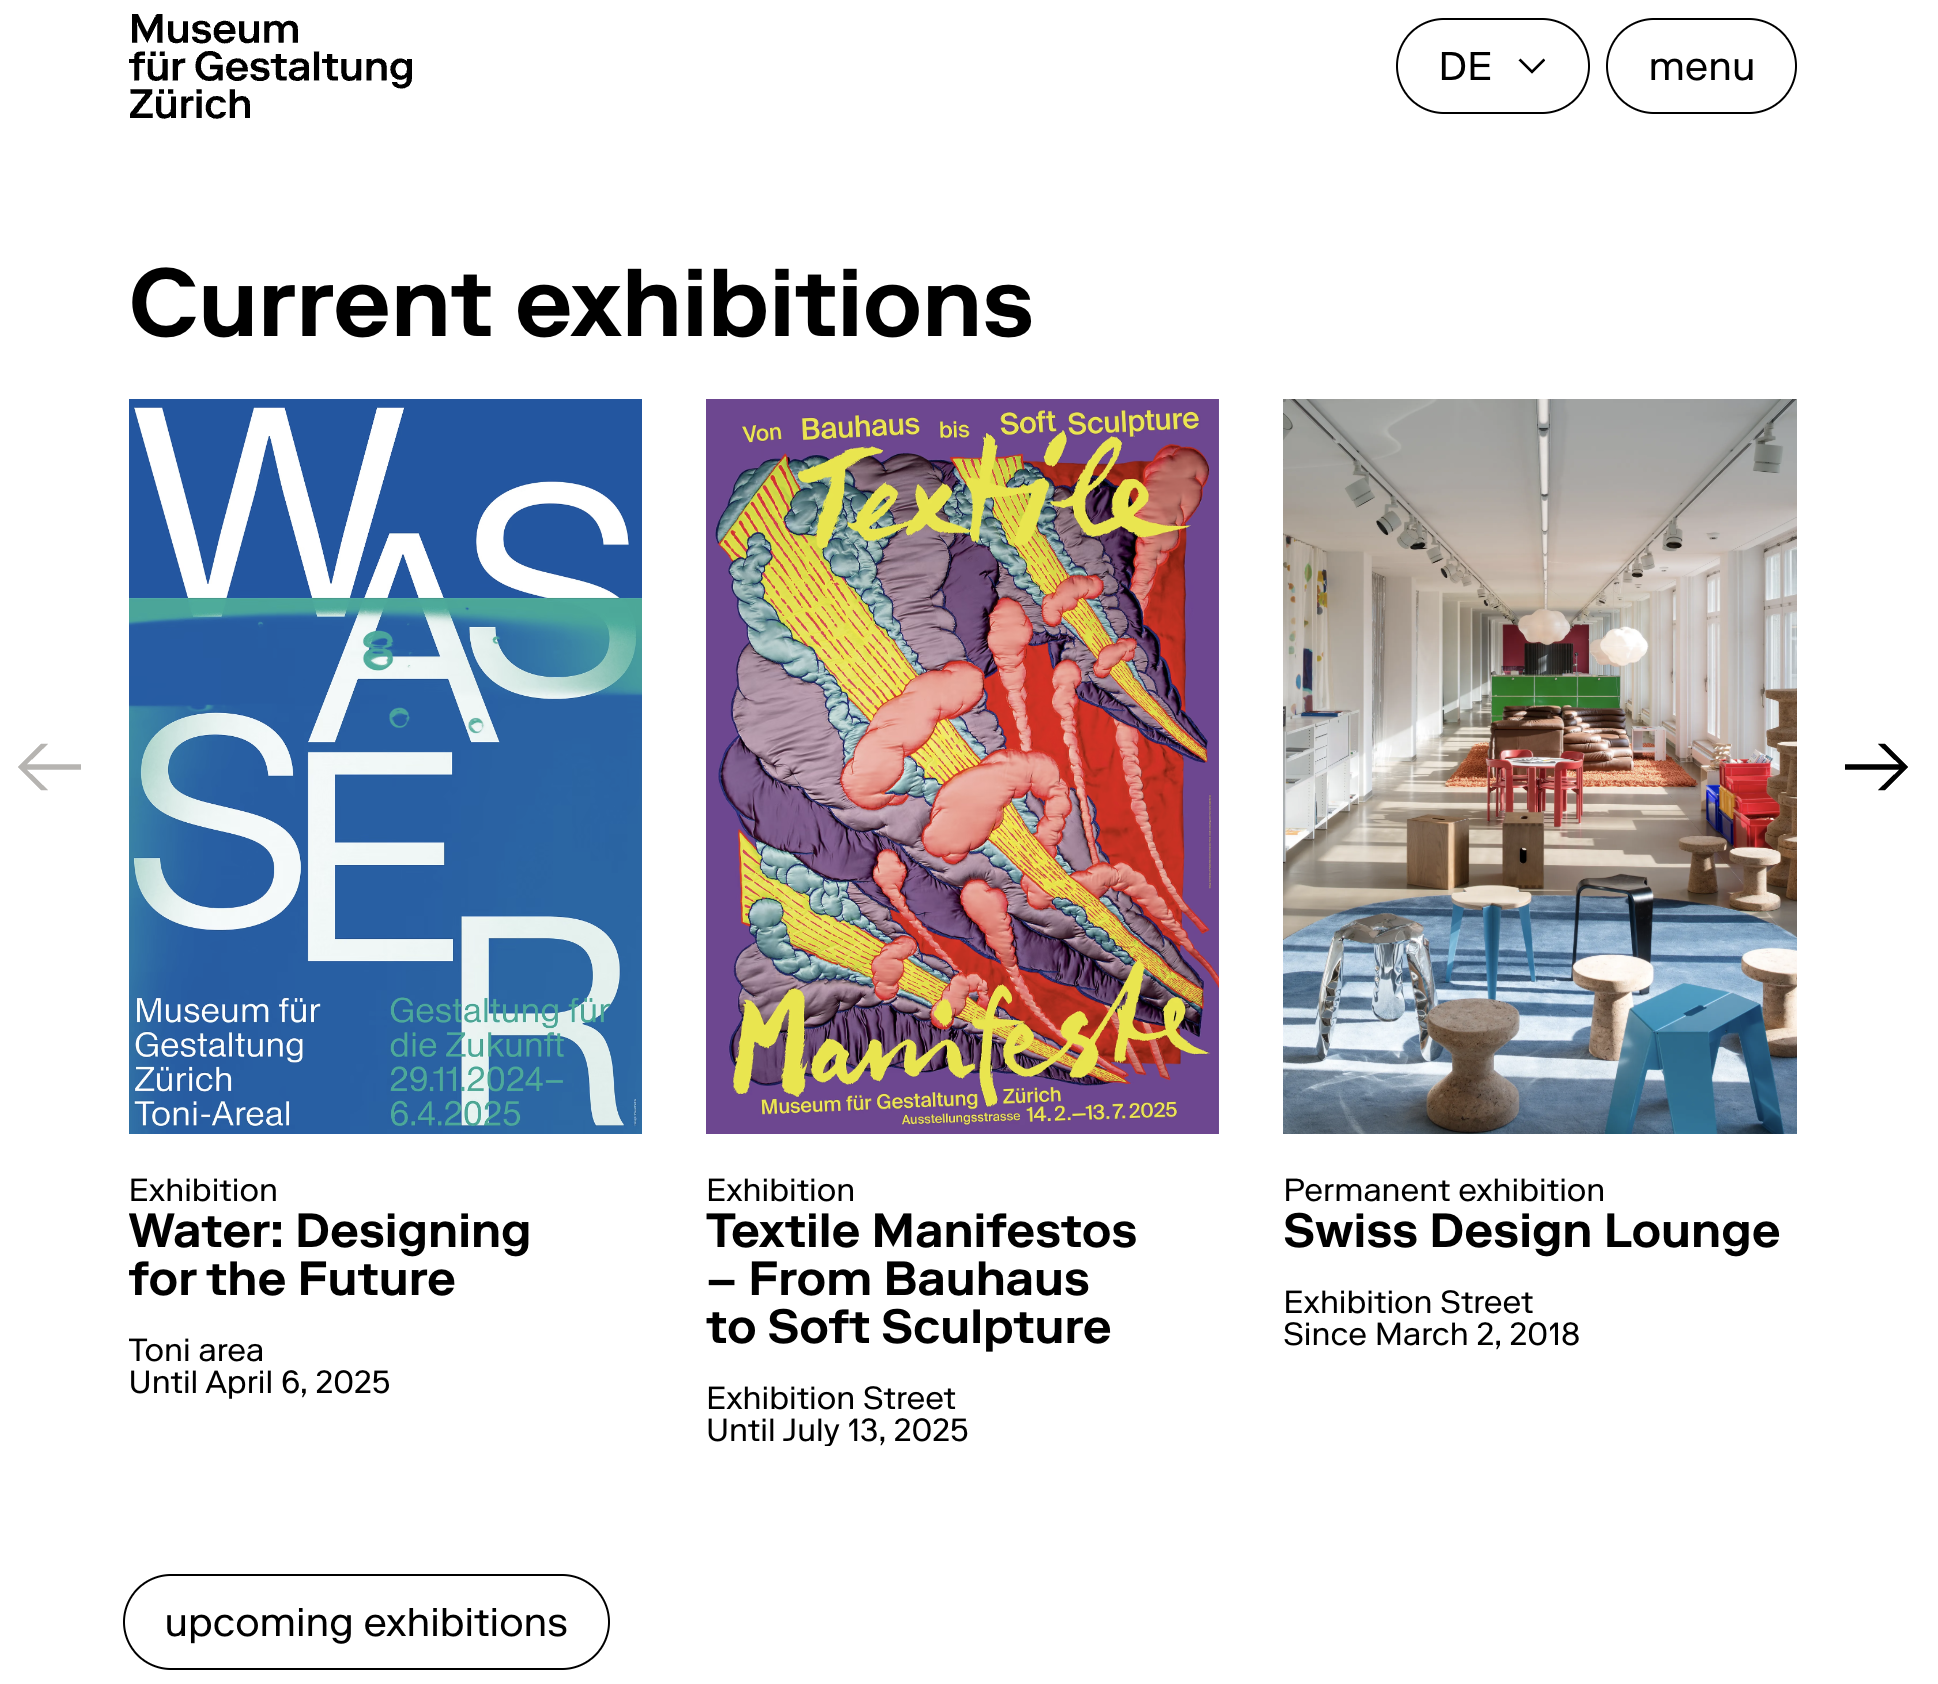 Museum
für Gestaltung
Zürich
DE
menu
Current exhibitions
WAS
SER
Museum für
Gestaltung
Zürich
Toni-Areal
Gestaltung für
die Zukunft
29.11.2024–
6.4.2025
Von Bauhaus bis Soft Sculpture
Textile
Manifeste
Museum für Gestaltung Zürich
Ausstellungsstrasse 14.2.–13.7.2025
Exhibition
Water: Designing
for the Future
Toni area
Until April 6, 2025
Exhibition
Textile Manifestos
– From Bauhaus
to Soft Sculpture
Exhibition Street
Until July 13, 2025
Permanent exhibition
Swiss Design Lounge
Exhibition Street
Since March 2, 2018
upcoming exhibitions